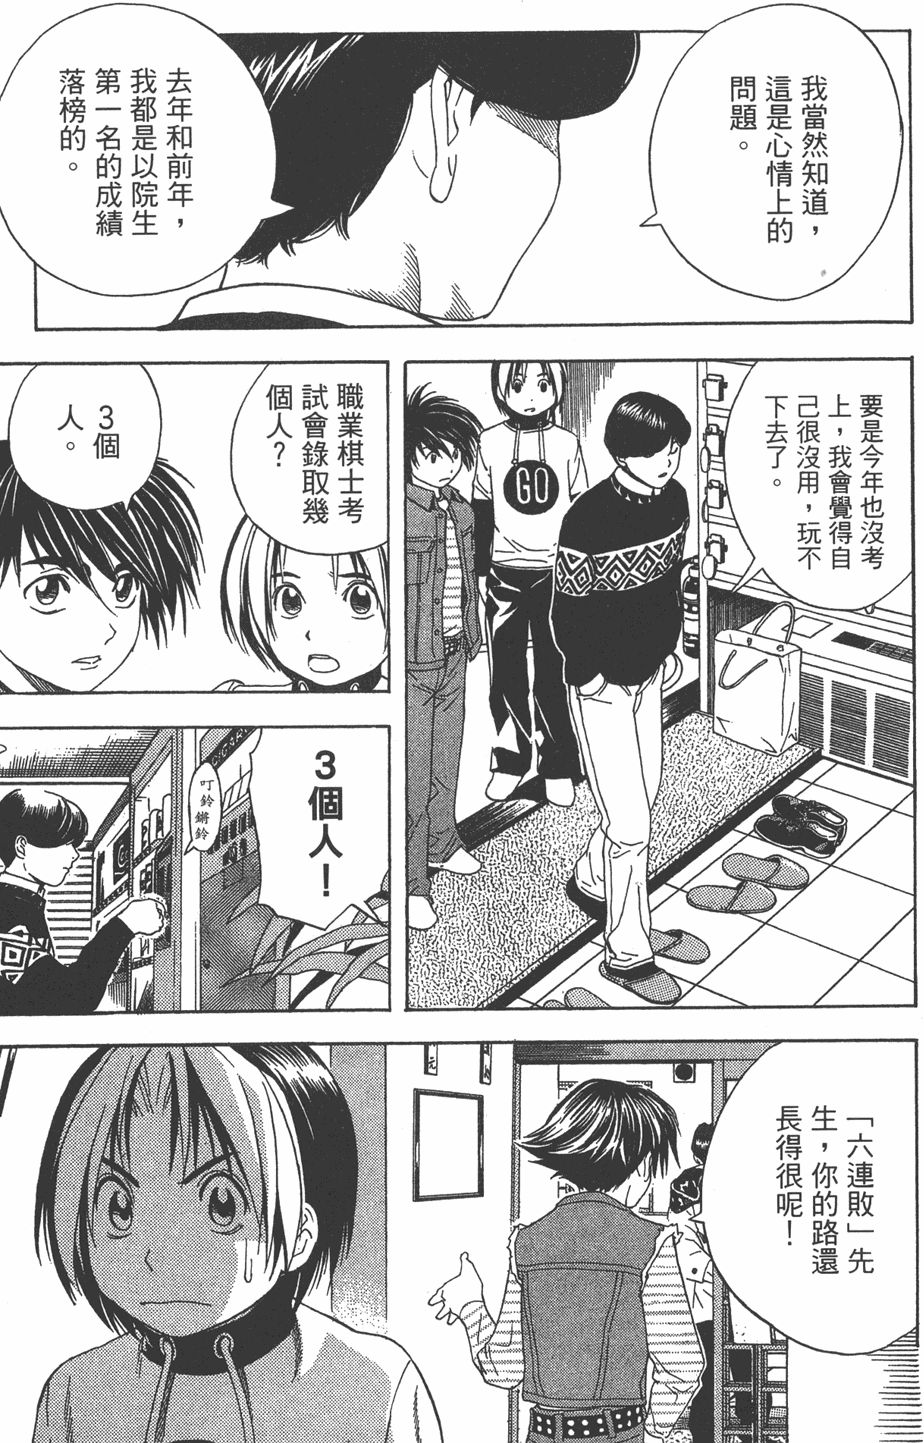 我當然知道，
這是心情上的
問題。
去年和前年，
我都是以院生
第一名的成績
落榜的。
要是今年也沒考
上，我會覺得自
己很沒用，玩不
下去了。
GO
職業棋士考
試會錄取幾
個人？
3個
人。
3個人！
叮鈴鏘鈴
「六連敗」先
生，你的路還
長得很呢！